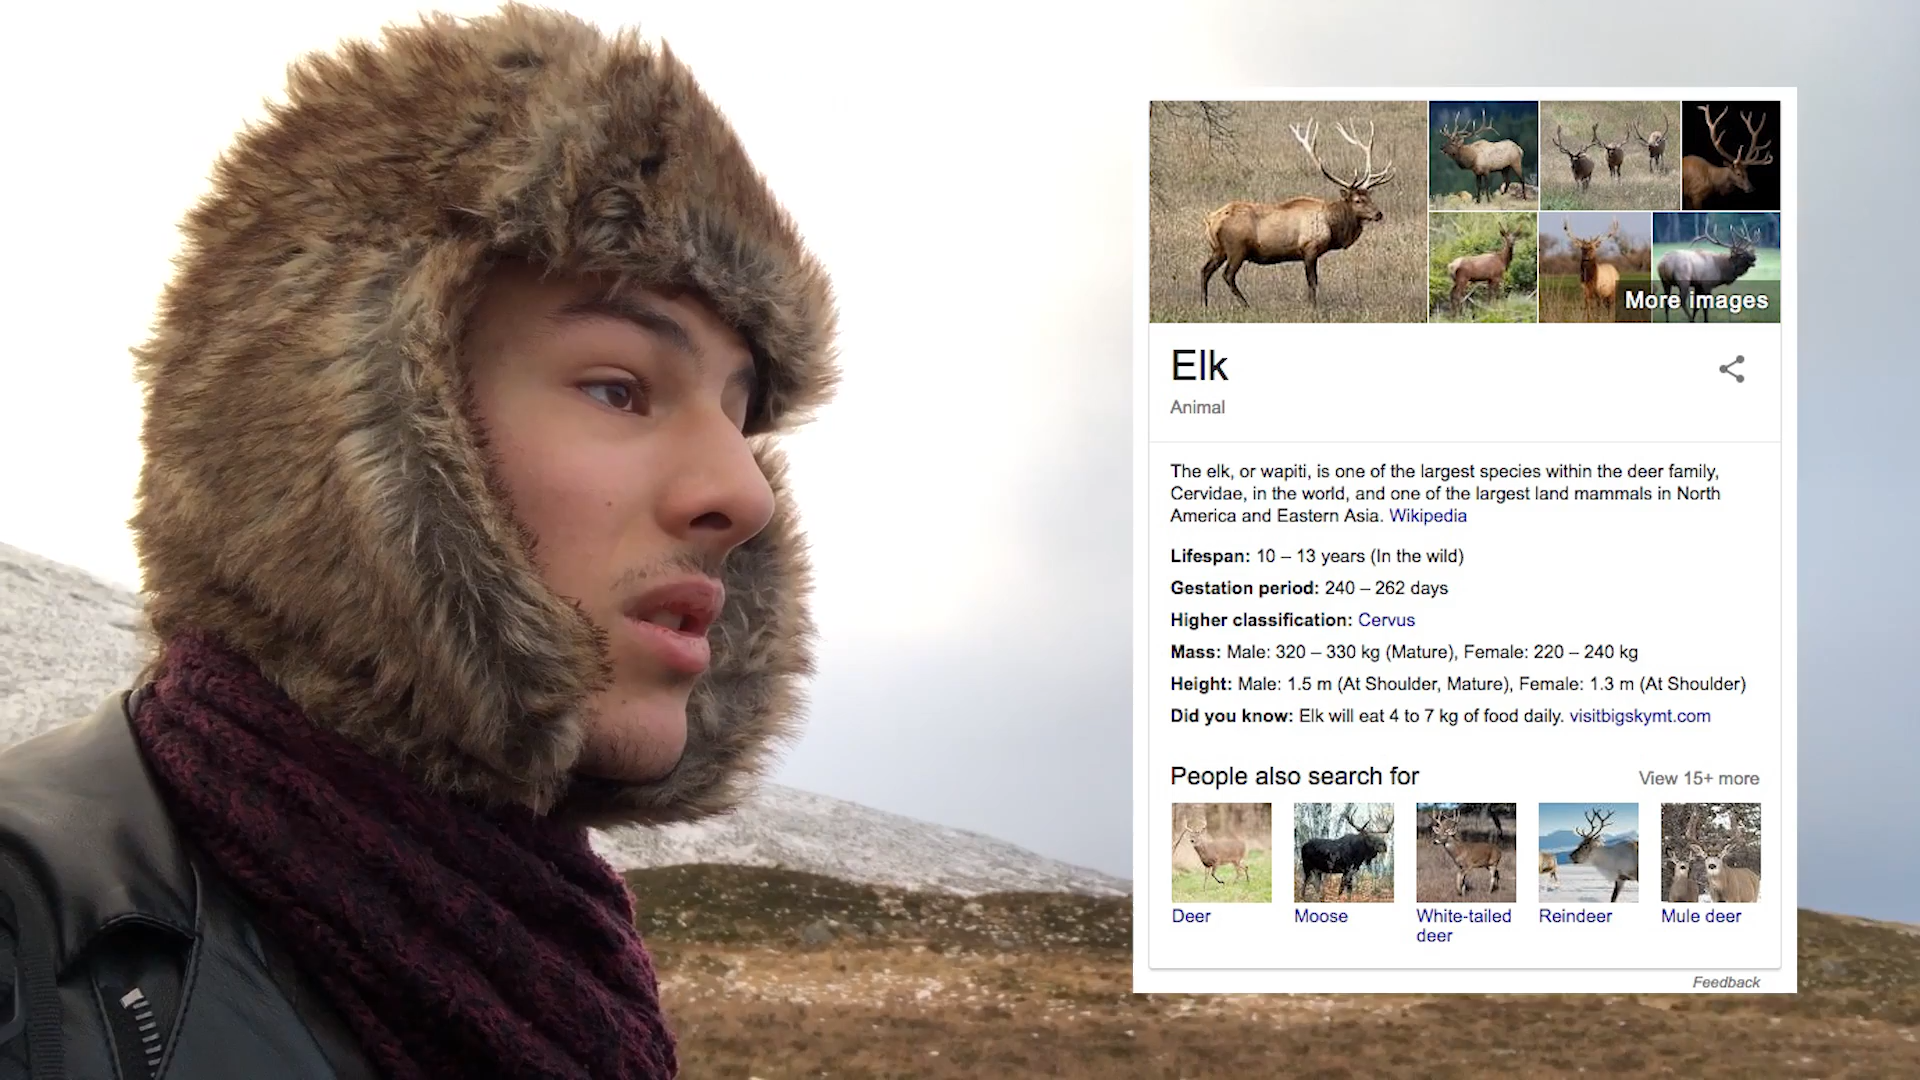 More images
Elk
Animal
The elk, or wapiti, is one of the largest species within the deer family,
Cervidae, in the world, and one of the largest land mammals in North
America and Eastern Asia. Wikipedia
Lifespan: 10 – 13 years (In the wild)
Gestation period: 240 – 262 days
Higher classification: Cervus
Mass: Male: 320 – 330 kg (Mature), Female: 220 – 240 kg
Height: Male: 1.5 m (At Shoulder, Mature), Female: 1.3 m (At Shoulder)
Did you know: Elk will eat 4 to 7 kg of food daily. visitbigskymt.com
People also search for
View 15+ more
Deer
Moose
White-tailed
deer
Reindeer
Mule deer
Feedback